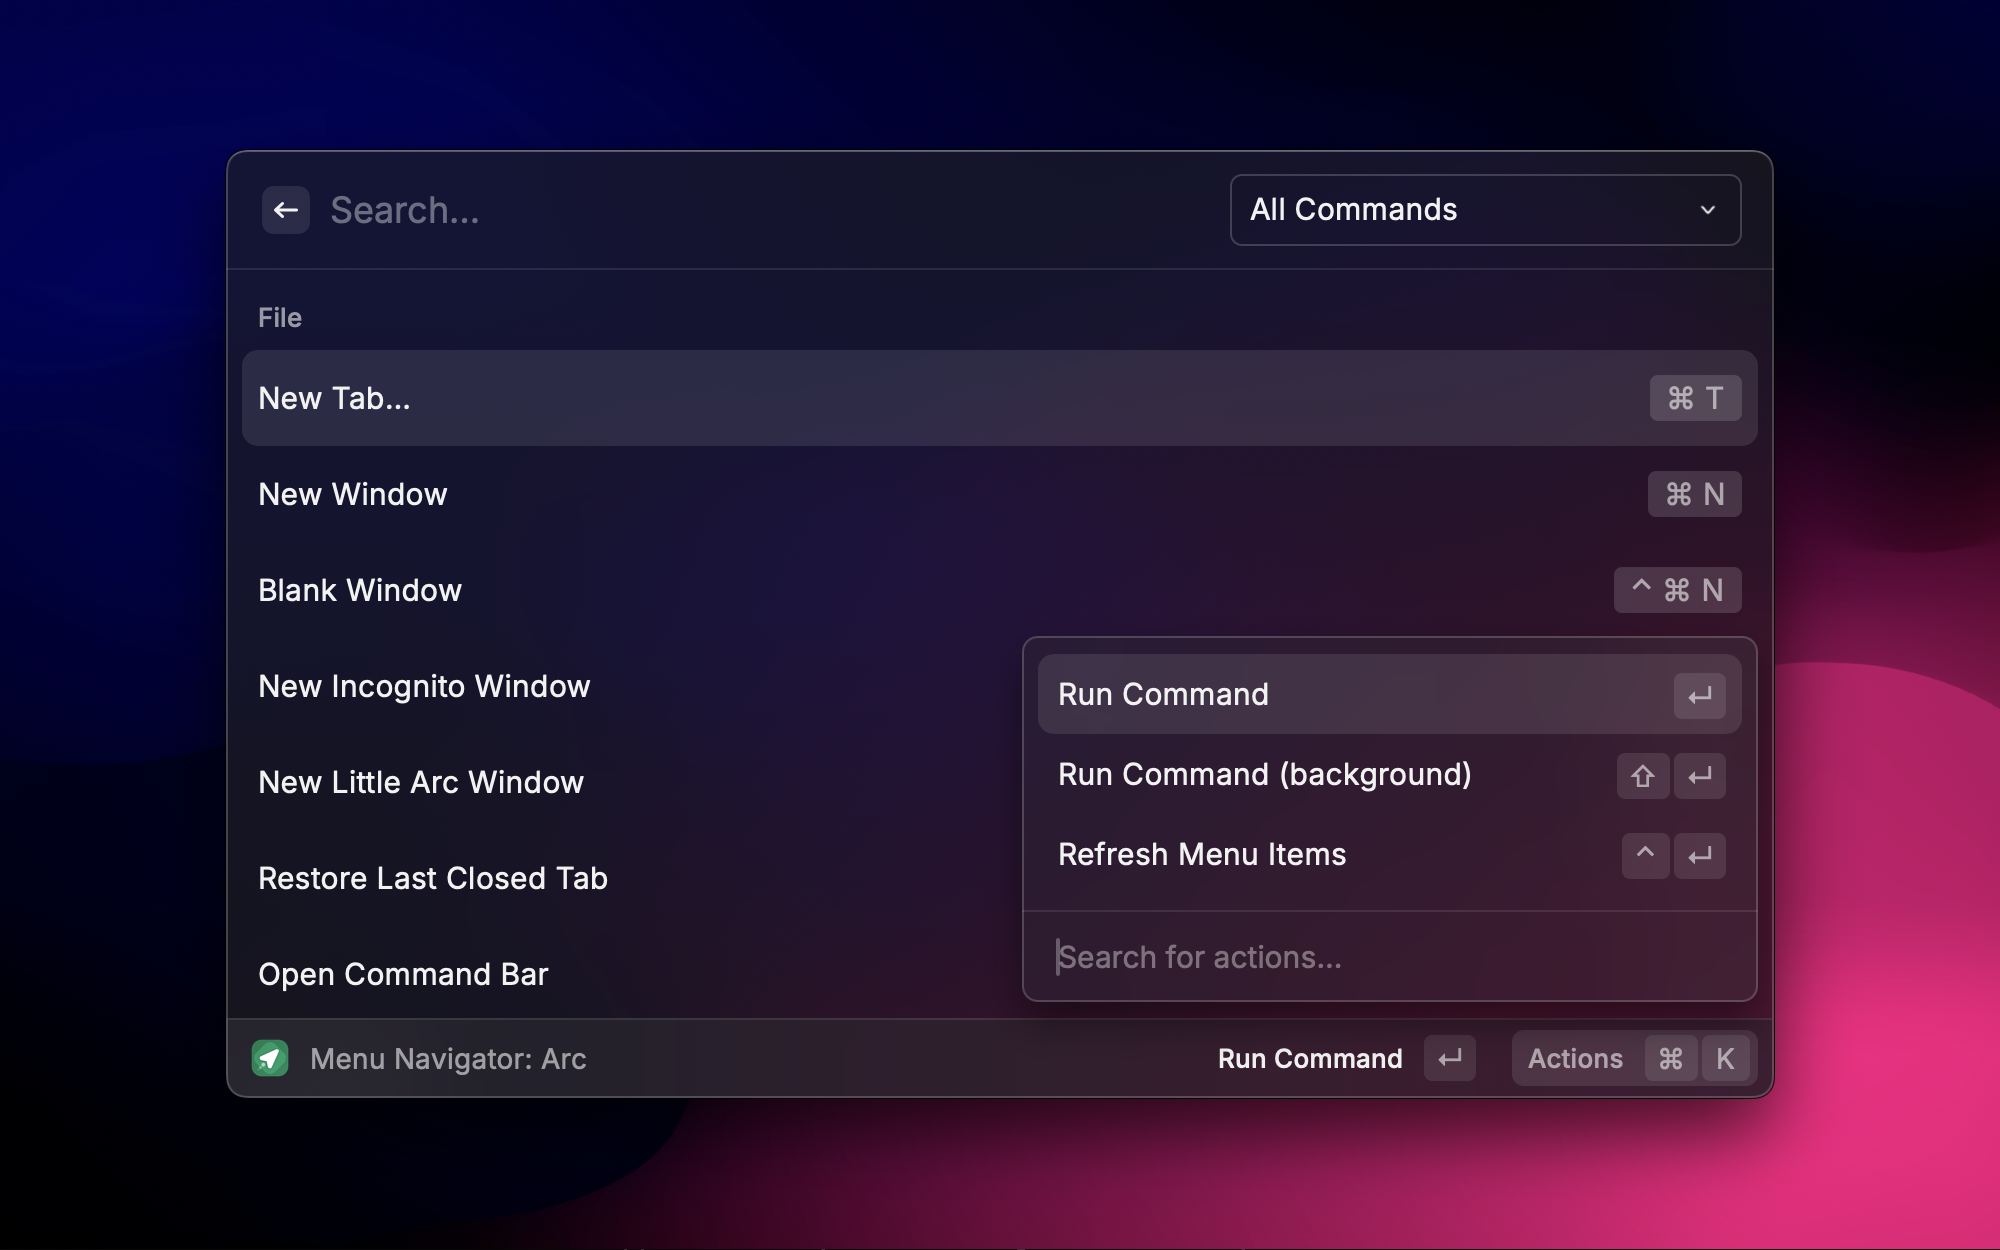 Search...
All Commands
File
New Tab... ⌘ T
New Window ⌘ N
Blank Window ^ ⌘ N
New Incognito Window
New Little Arc Window
Restore Last Closed Tab
Open Command Bar
Run Command ↵
Run Command (background) ⇧ ↵
Refresh Menu Items ^ ↵
Search for actions...
Menu Navigator: Arc
Run Command ↵
Actions ⌘ K